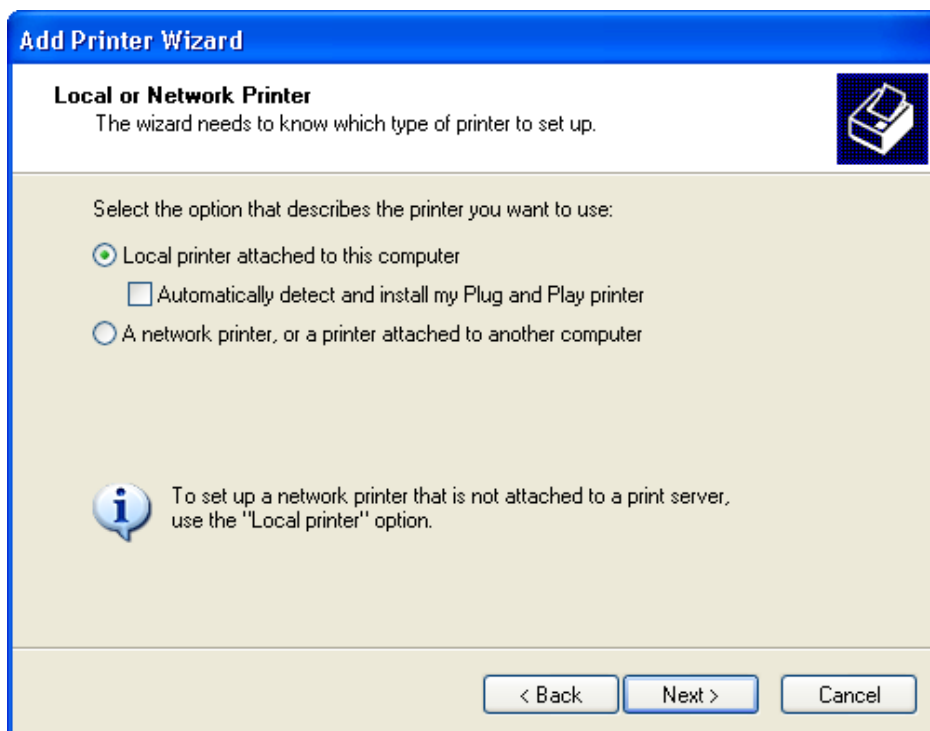 Add Printer Wizard
Local or Network Printer
The wizard needs to know which type of printer to set up.
Select the option that describes the printer you want to use:
Local printer attached to this computer
Automatically detect and install my Plug and Play printer
A network printer, or a printer attached to another computer
To set up a network printer that is not attached to a print server,
use the "Local printer" option.
< Back Next > Cancel